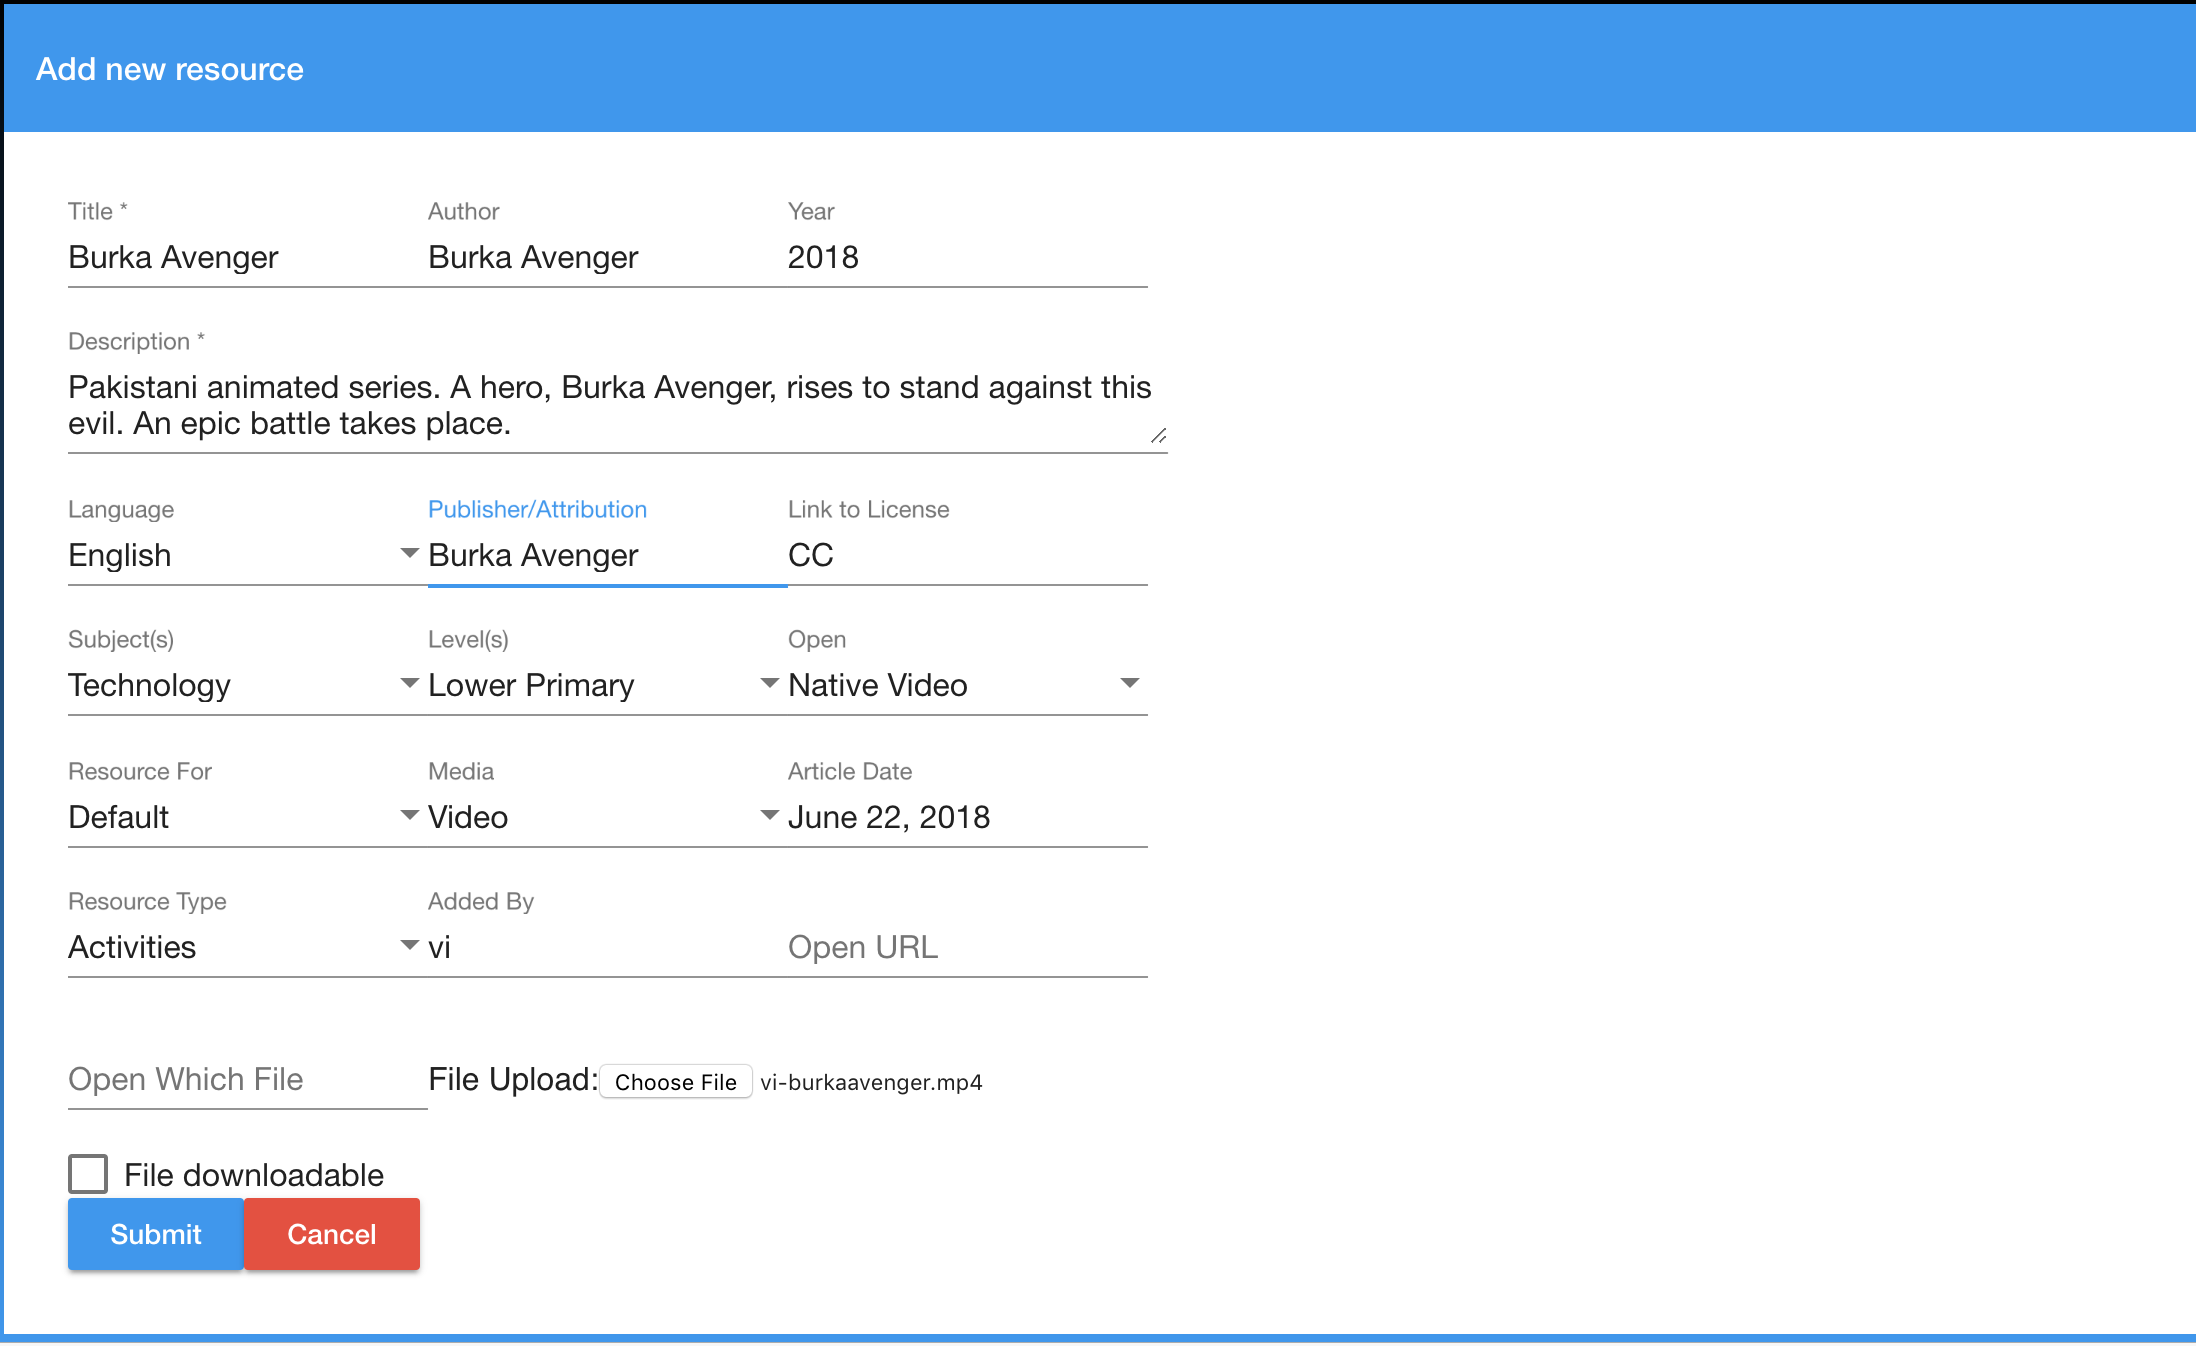 Add new resource
Title * Author Year
Burka Avenger Burka Avenger 2018
Description *
Pakistani animated series. A hero, Burka Avenger, rises to stand against this
evil. An epic battle takes place.
Language Publisher/Attribution Link to License
English Burka Avenger CC
Subject(s) Level(s) Open
Technology Lower Primary Native Video
Resource For Media Article Date
Default Video June 22, 2018
Resource Type Added By
Activities vi Open URL
Open Which File File Upload: Choose File vi-burkaavenger.mp4
File downloadable
Submit Cancel